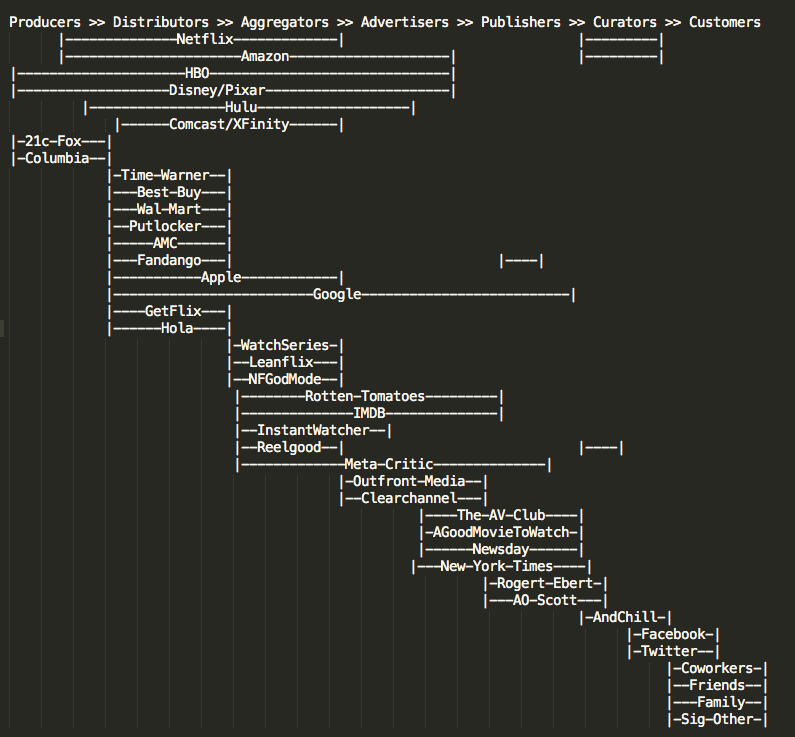 Producers >> Distributors >> Aggregators >> Advertisers >> Publishers >> Curators >> Customers
|--------------Netflix-------------| |---------|
|----------------------Amazon--------------------| |---------|
|---------------------HBO------------------------------|
|-------------------Disney/Pixar-----------------------|
|-----------------Hulu-------------------|
|------Comcast/XFinity------|
|-21c-Fox---|
|-Columbia--|
|-Time-Warner--|
|---Best-Buy---|
|---Wal-Mart---|
|--Putlocker---|
|-----AMC------|
|---Fandango---| |----|
|-----------Apple------------|
|-------------------------Google--------------------------|
|----GetFlix---|
|------Hola----|
|-WatchSeries-|
|--Leanflix---|
|--NFGodMode--|
|--------Rotten-Tomatoes---------|
|--------------IMDB--------------|
|--InstantWatcher--|
|--Reelgood--| |----|
|-------------Meta-Critic--------------|
|-Outfront-Media--|
|--Clearchannel---|
|----The-AV-Club----|
|-AGoodMovieToWatch-|
|------Newsday------|
|---New-York-Times----|
|-Rogert-Ebert-|
|---AO-Scott---|
|-AndChill-|
|-Facebook-|
|-Twitter--|
|-Coworkers-|
|--Friends--|
|---Family--|
|-Sig-Other-|